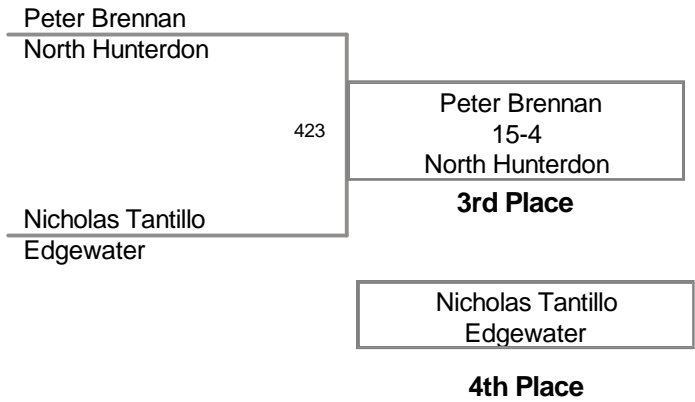 Peter Brennan
North Hunterdon
423
Peter Brennan
15-4
North Hunterdon
3rd Place
Nicholas Tantillo
Edgewater
Nicholas Tantillo
Edgewater
4th Place